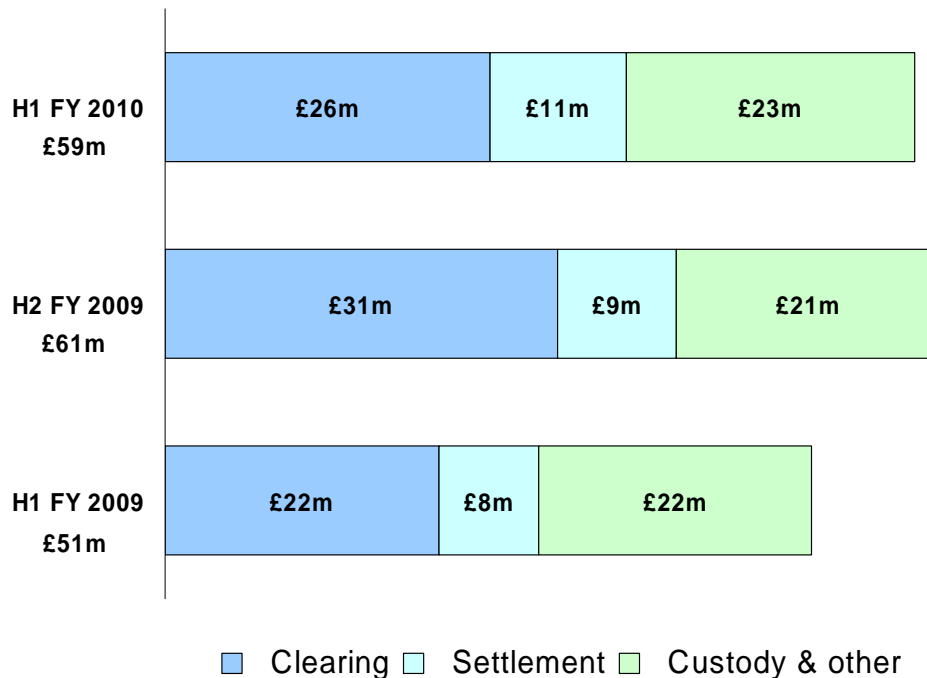 H1 FY 2010
£59m
£26m £11m £23m
H2 FY 2009
£61m
£31m £9m £21m
H1 FY 2009
£51m
£22m £8m £22m
Clearing Settlement Custody & other